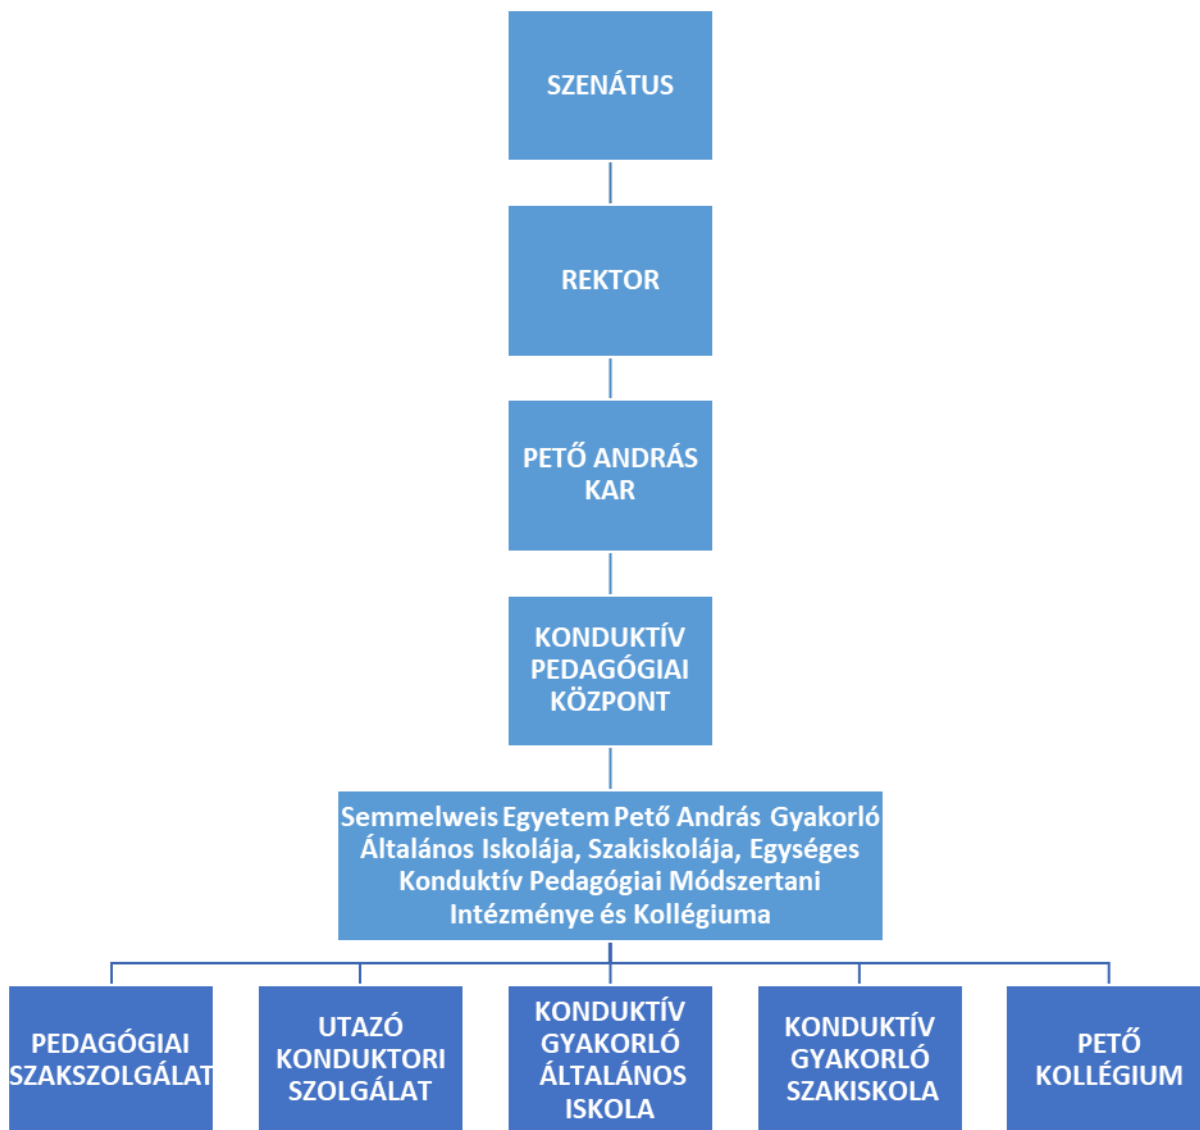 SZENÁTUS
REKTOR
PETŐ ANDRÁS
KAR
KONDUKTÍV
PEDAGÓGIAI
KÖZPONT
Semmelweis Egyetem Pető András Gyakorló
Általános Iskolája, Szakiskolája, Egységes
Konduktív Pedagógiai Módszertani
Intézménye és Kollégiuma
PEDAGÓGIAI
SZAKSZOLGÁLAT
UTAZÓ
KONDUKTORI
SZOLGÁLAT
KONDUKTÍV
GYAKORLÓ
ÁLTALÁNOS
ISKOLA
KONDUKTÍV
GYAKORLÓ
SZAKISKOLA
PETŐ
KOLLÉGIUM